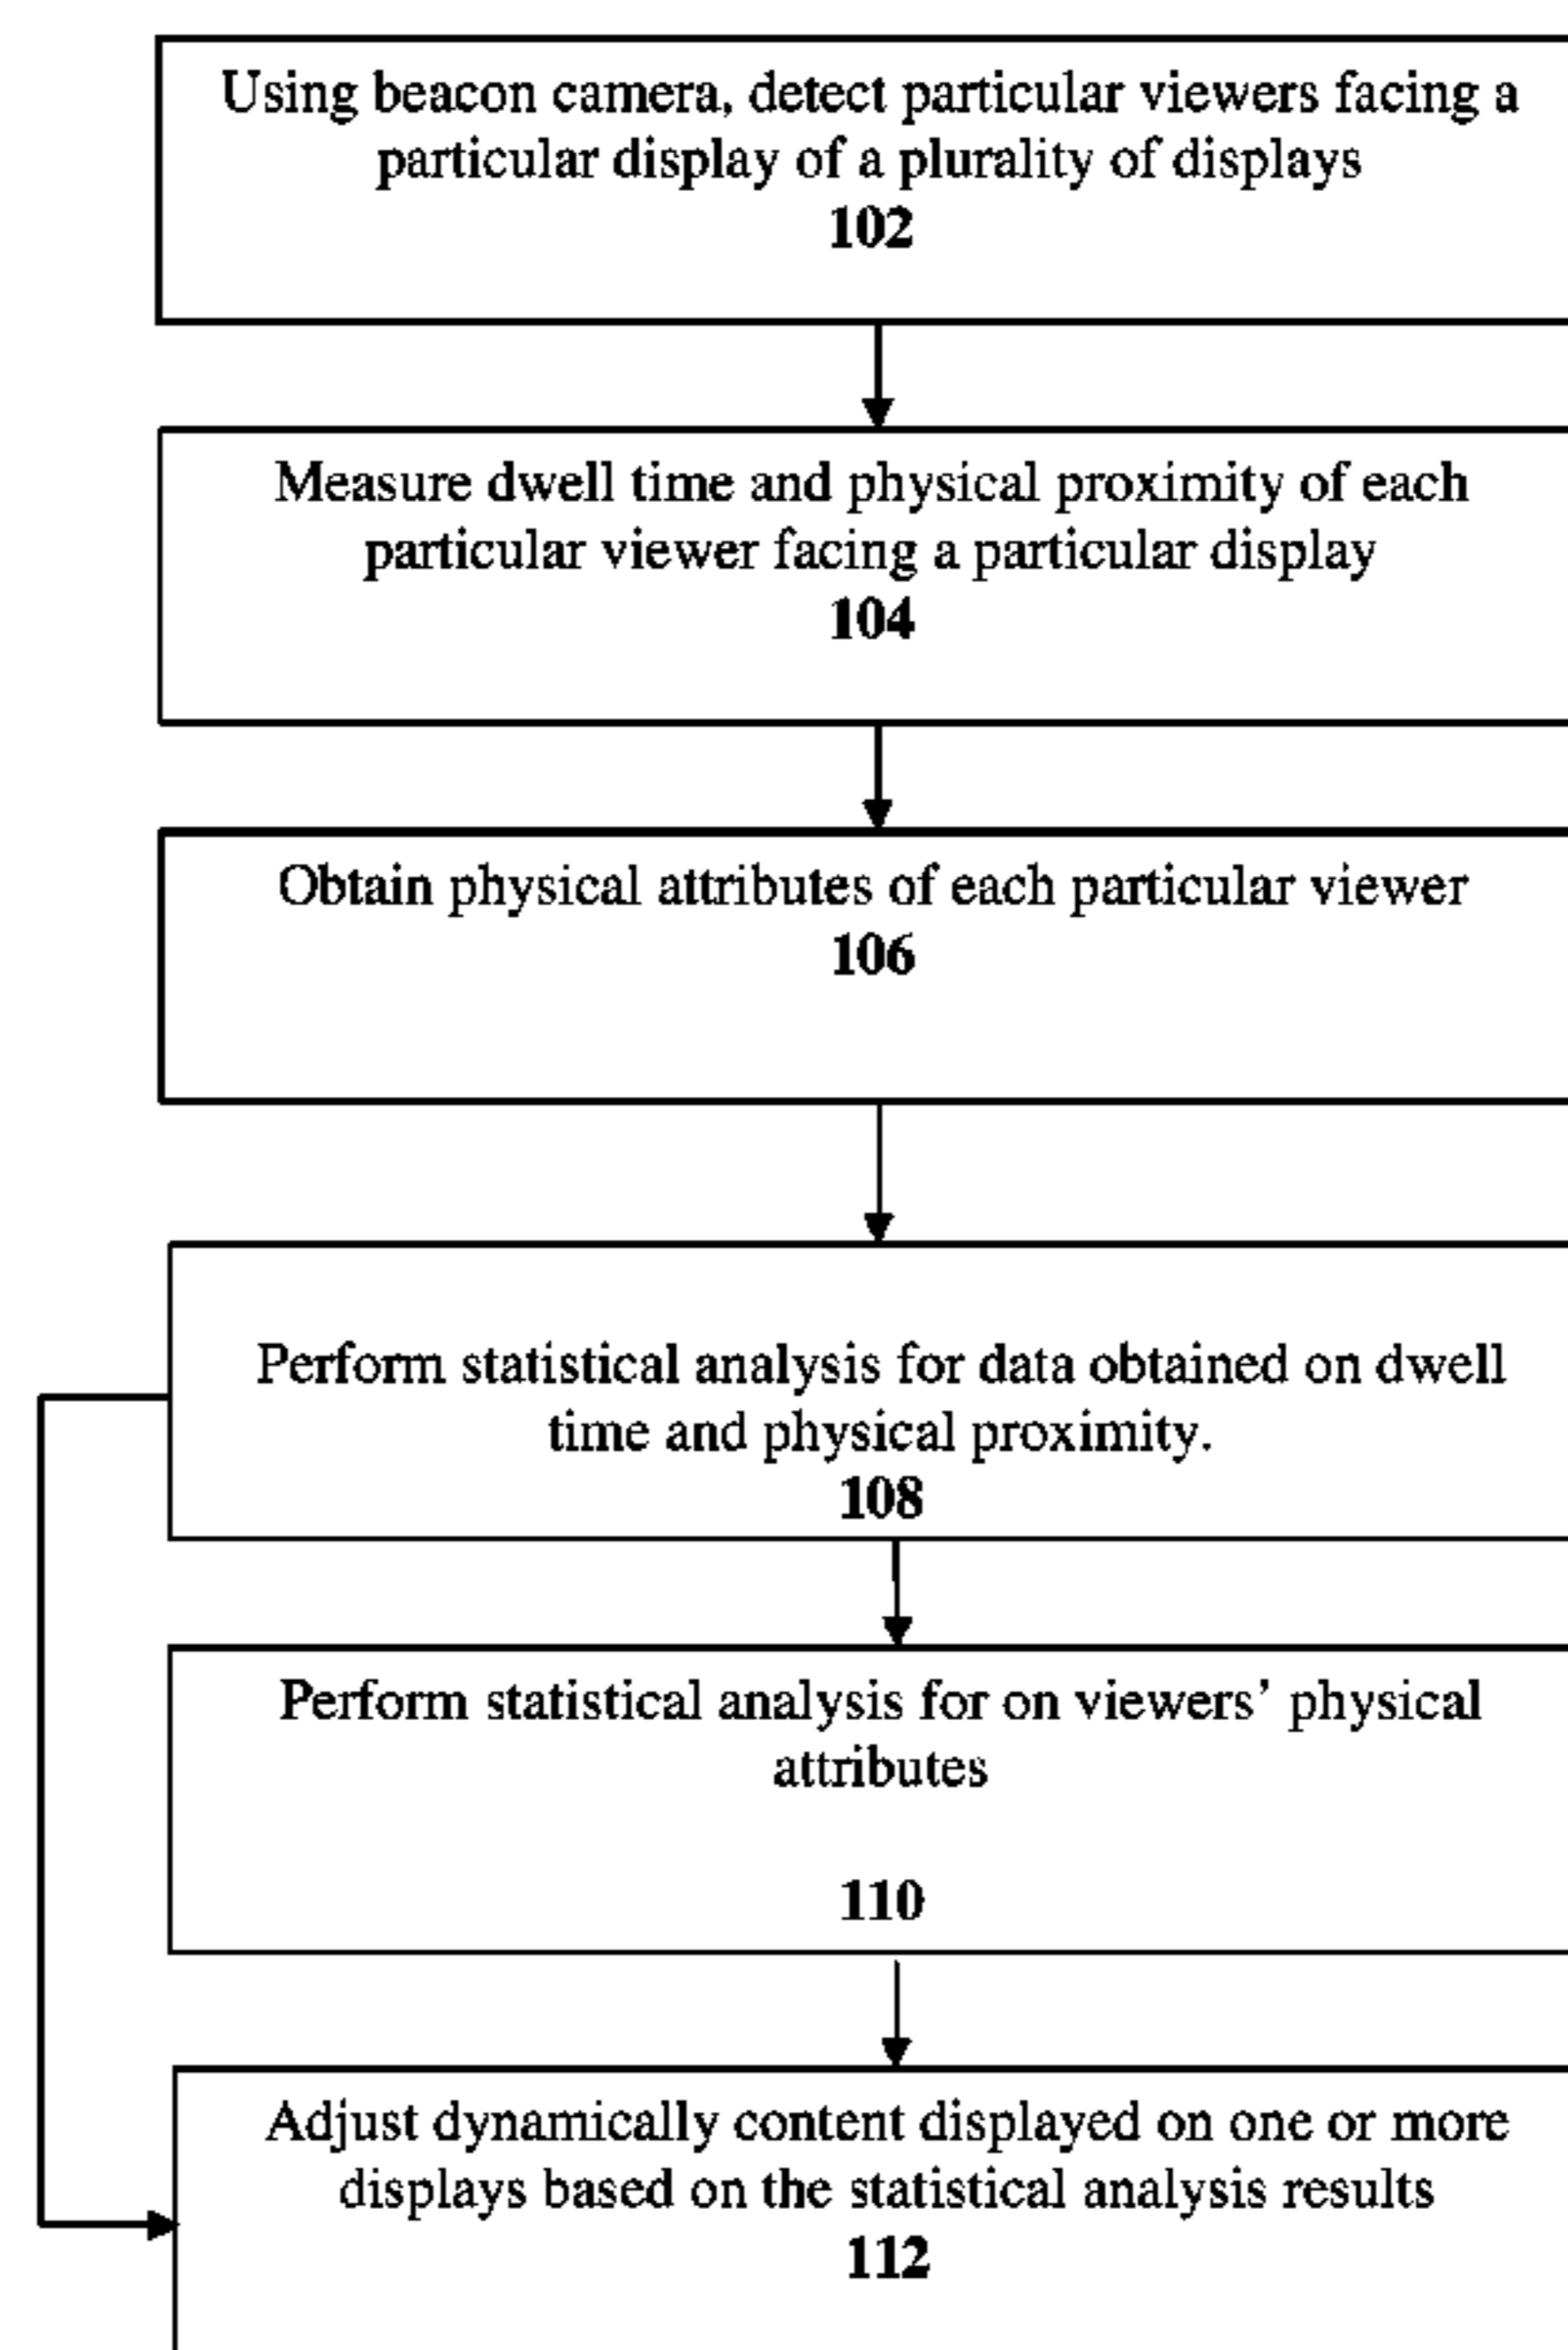 Using beacon camera, detect particular viewers facing a
particular display of a plurality of displays
102
Measure dwell time and physical proximity of each
particular viewer facing a particular display
104
Obtain physical attributes of each particular viewer
106
Perform statistical analysis for data obtained on dwell
time and physical proximity.
108
Perform statistical analysis for on viewers’ physical
attributes
110
Adjust dynamically content displayed on one or more
displays based on the statistical analysis results
112